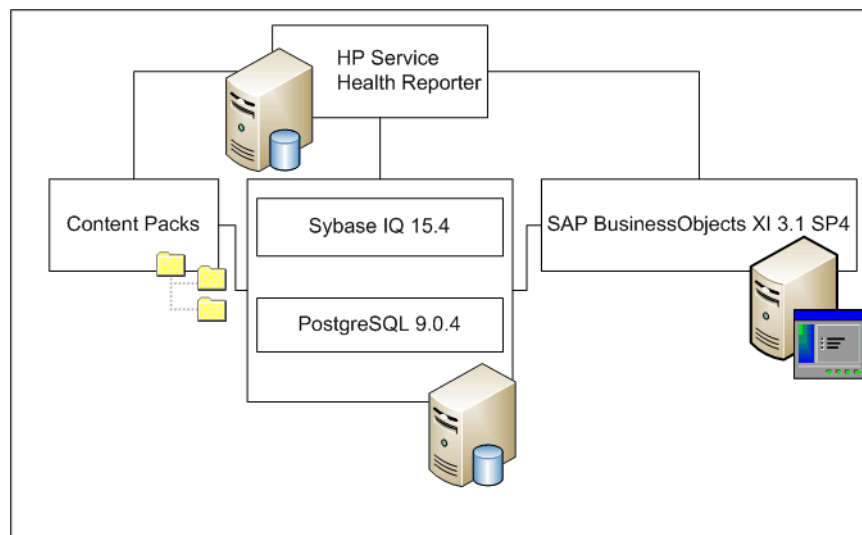 HP Service
Health Reporter
Content Packs
Sybase IQ 15.4
SAP BusinessObjects XI 3.1 SP4
PostgreSQL 9.0.4